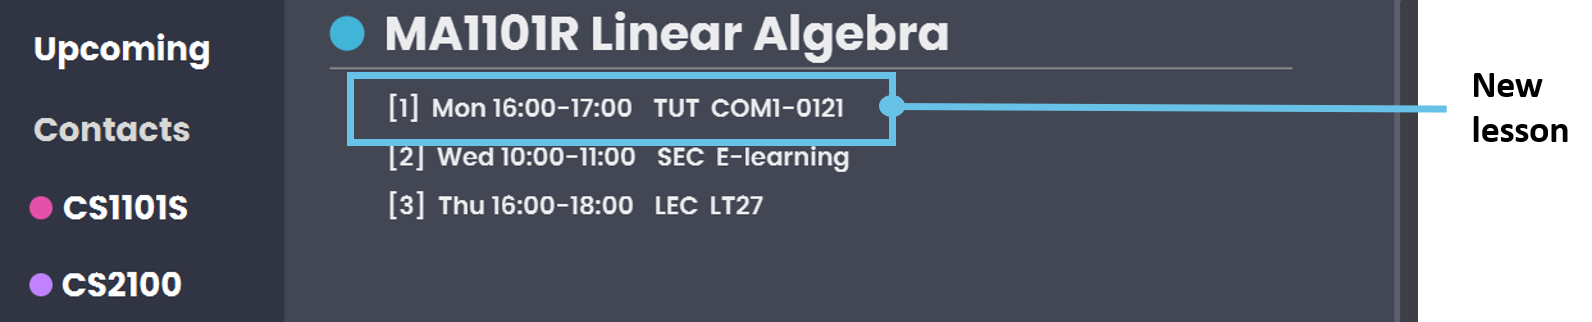 Upcoming
Contacts
CS1101S
CS2100
MA1101R Linear Algebra
[1] Mon 16:00-17:00 TUT COM1-0121
[2] Wed 10:00-11:00 SEC E-learning
[3] Thu 16:00-18:00 LEC LT27
New
lesson